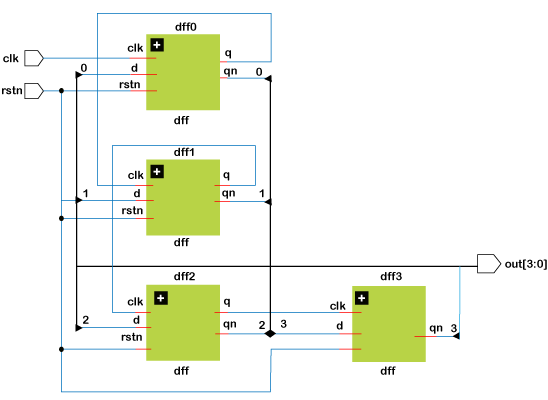 dff0
clk q
clk
0 d qn 0
rstn
rstn
dff
dff1
clk q
1 d qn 1
rstn
dff
out[3:0]
dff2 dff3
clk q clk
2 d qn 2 3 d qn 3
rstn
dff dff